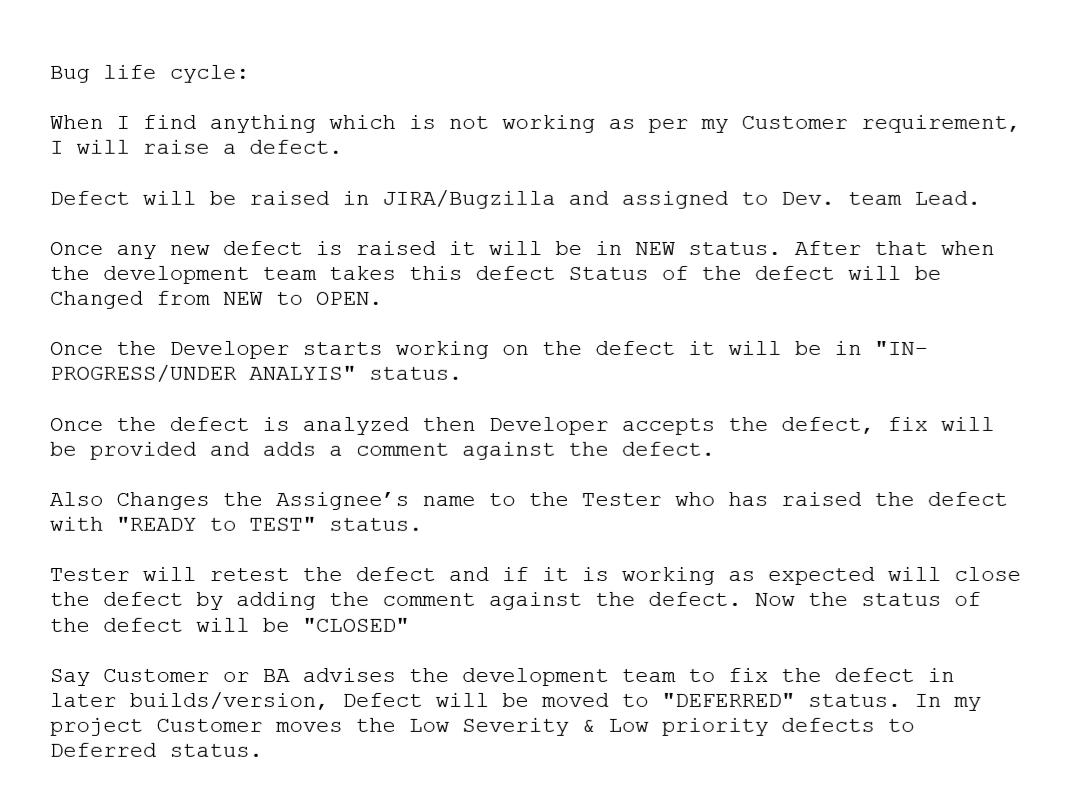 Bug life cycle:
When I find anything which is not working as per my Customer requirement,
I will raise a defect.
Defect will be raised in JIRA/Bugzilla and assigned to Dev. team Lead.
Once any new defect is raised it will be in NEW status. After that when
the development team takes this defect Status of the defect will be
Changed from NEW to OPEN.
Once the Developer starts working on the defect it will be in "IN-
PROGRESS/UNDER ANALYIS" status.
Once the defect is analyzed then Developer accepts the defect, fix will
be provided and adds a comment against the defect.
Also Changes the Assignee’s name to the Tester who has raised the defect
with "READY to TEST" status.
Tester will retest the defect and if it is working as expected will close
the defect by adding the comment against the defect. Now the status of
the defect will be "CLOSED"
Say Customer or BA advises the development team to fix the defect in
later builds/version, Defect will be moved to "DEFERRED" status. In my
project Customer moves the Low Severity & Low priority defects to
Deferred status.